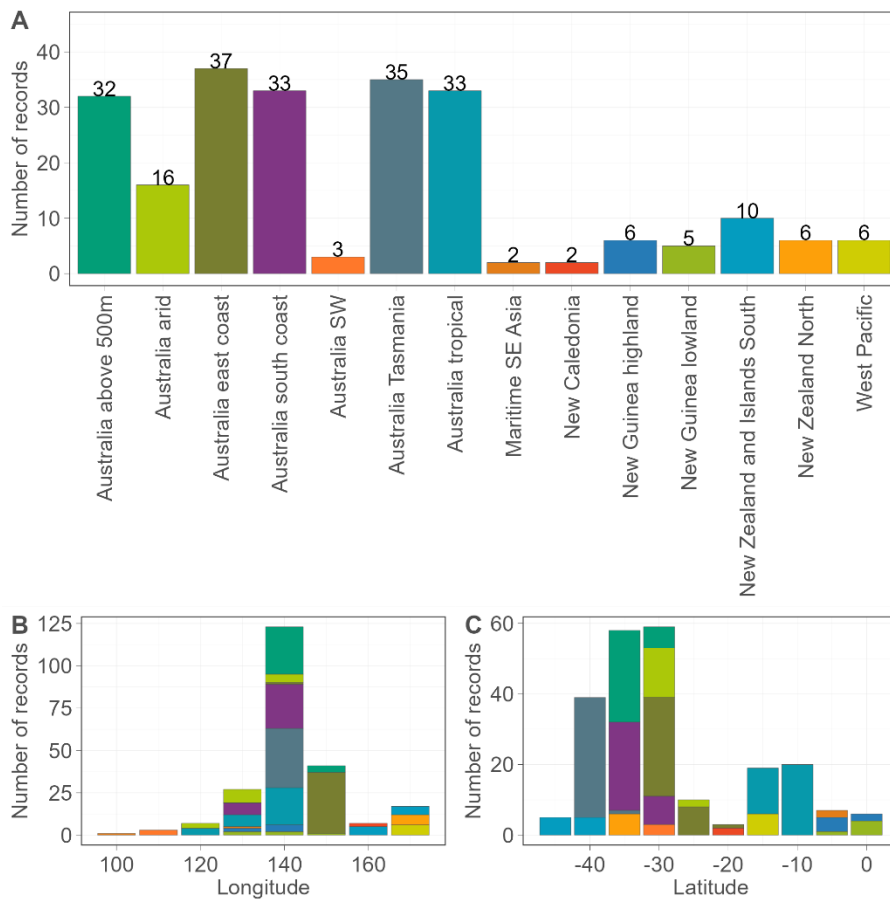 A
Number of records
40
30
20
10
0
32
16
37
33
3
35
33
2
2
6
5
10
6
6
Australia above 500m
Australia arid
Australia east coast
Australia south coast
Australia SW
Australia Tasmania
Australia tropical
Maritime SE Asia
New Caledonia
New Guinea highland
New Guinea lowland
New Zealand and Islands South
New Zealand North
West Pacific
B
Number of records
125
100
75
50
25
0
100 120 140 160
Longitude
C
Number of records
60
40
20
0
-40 -30 -20 -10 0
Latitude